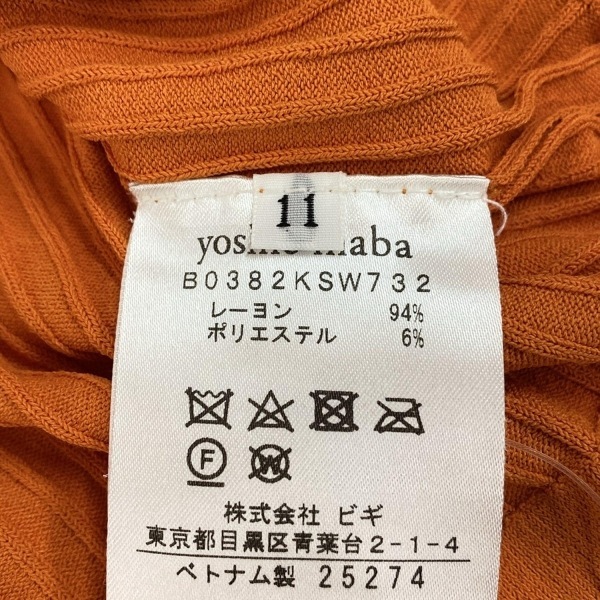 11
B0382KSW732
レーヨン 94%
ポリエステル 6%
F
W
株式会社 ビギ
東京都目黒区青葉台2-1-4
ベトナム製 25274